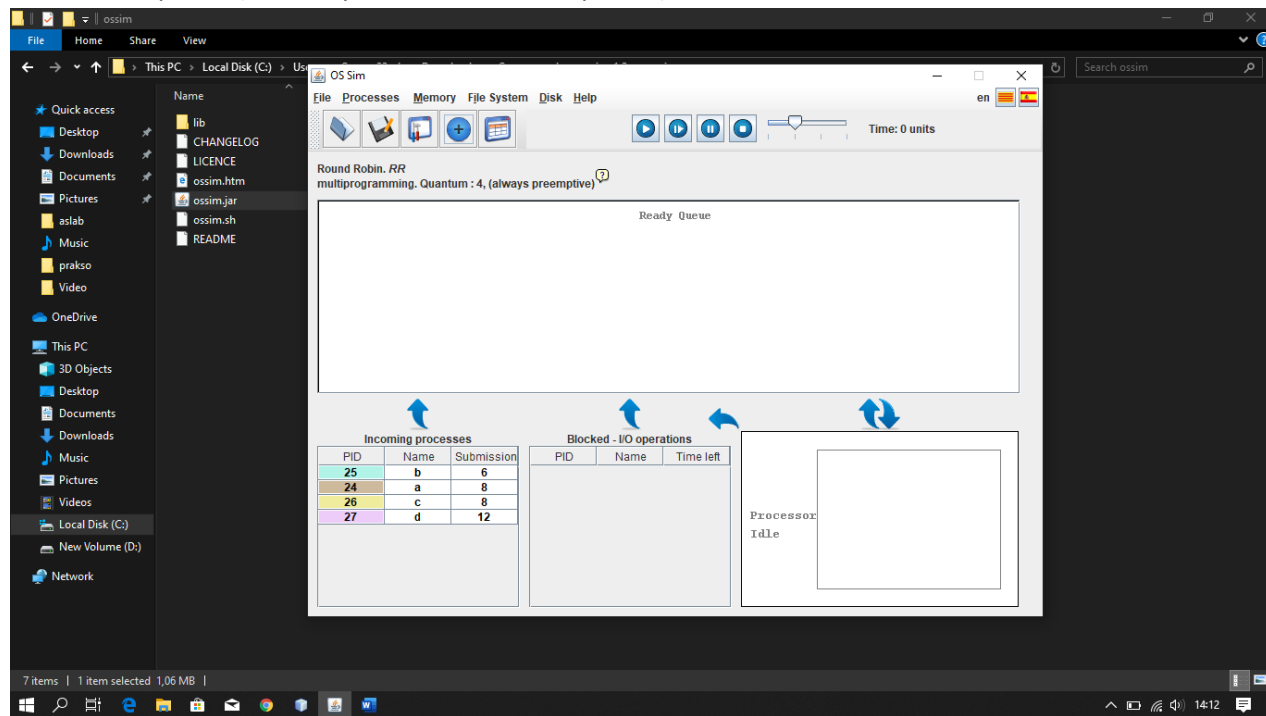 ossim
File Home Share View
This PC Local Disk (C:)
Search ossim
Quick access
Desktop
Downloads
Documents
Pictures
aslab
Music
prakso
Video
OneDrive
This PC
3D Objects
Desktop
Documents
Downloads
Music
Pictures
Videos
Local Disk (C:)
New Volume (D:)
Network
Name
lib
CHANGELOG
LICENCE
ossim.htm
ossim.jar
ossim.sh
README
OS Sim
File Processes Memory File System Disk Help
en
Time: 0 units
Round Robin. RR
multiprogramming. Quantum : 4, (always preemptive)
Ready Queue
Incoming processes
PID Name Submission
25 b 6
24 a 8
26 c 8
27 d 12
Blocked - I/O operations
PID Name Time left
Processor
Idle
7 items | 1 item selected 1,06 MB |
14:12